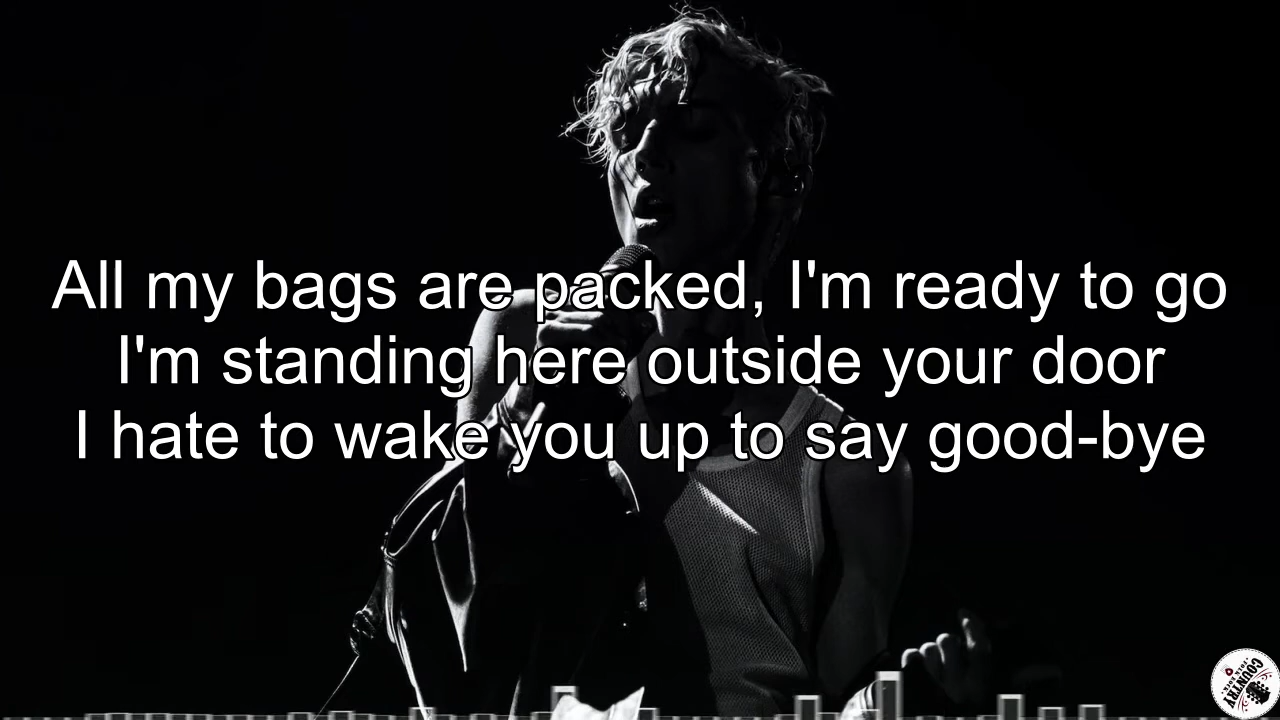 All my bags are packed, I'm ready to go
I'm standing here outside your door
I hate to wake you up to say good-bye
COUNTRY